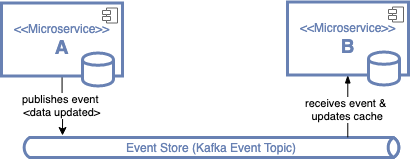 <<Microservice>>
A
<<Microservice>>
B
publishes event
<data updated>
receives event &
updates cache
Event Store (Kafka Event Topic)